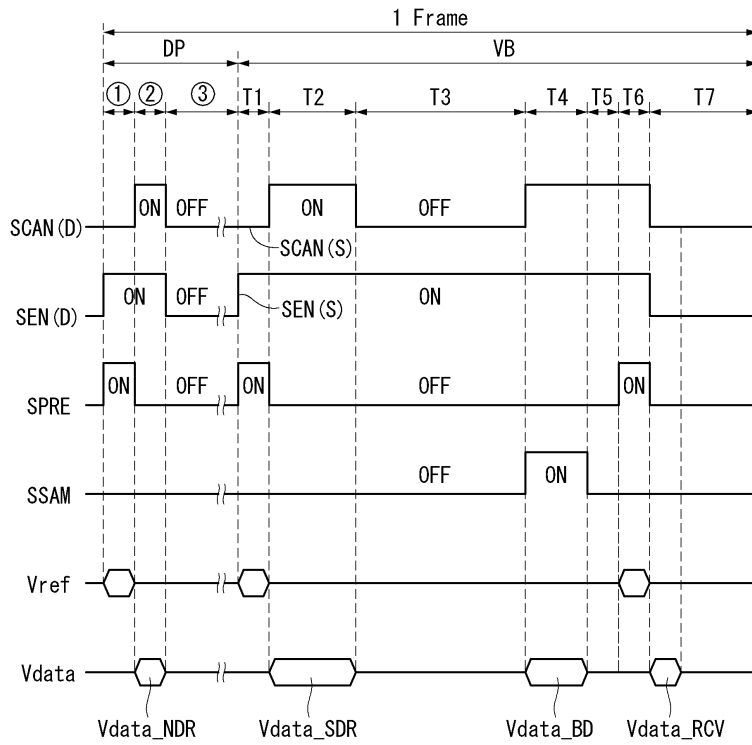 1 Frame
DP VB
① ② ③ T1 T2 T3 T4 T5 T6 T7
SCAN(D) ON OFF ON OFF
SCAN(S)
SEN(D) ON OFF SEN(S) ON
SPRE ON OFF ON OFF ON
SSAM OFF ON
Vref
Vdata
Vdata_NDR Vdata_SDR Vdata_BD Vdata_RCV